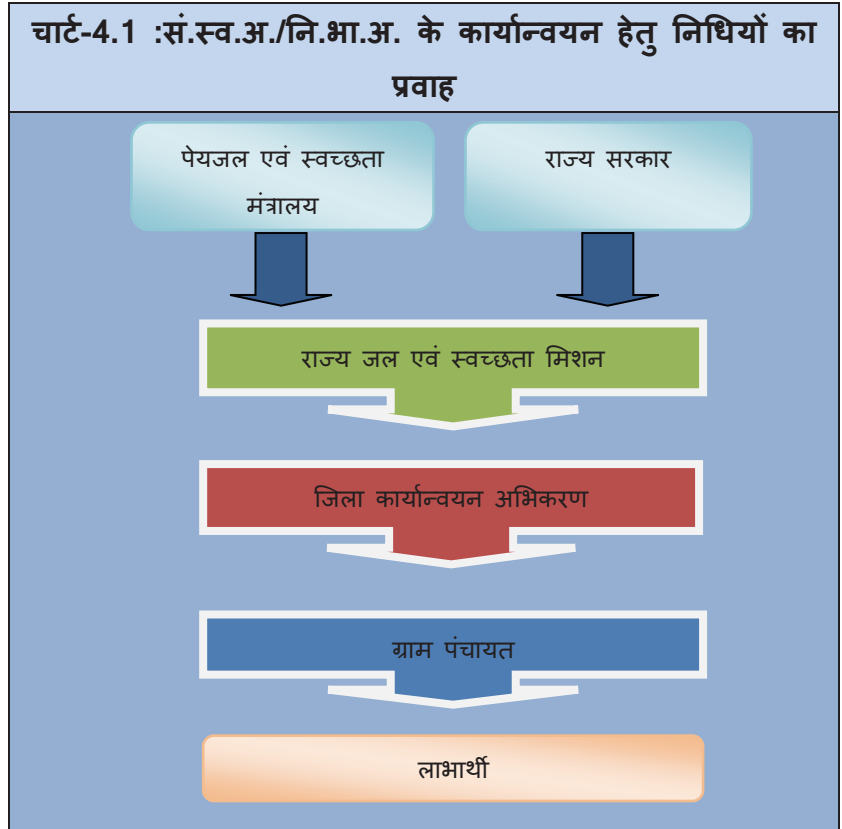 चार्ट-4.1 :सं.स्व.अ./नि.भा.अ. के कार्यान्वयन हेतु निधियों का
प्रवाह
पेयजल एवं स्वच्छता
मंत्रालय
राज्य सरकार
राज्य जल एवं स्वच्छता मिशन
जिला कार्यान्वयन अभिकरण
ग्राम पंचायत
लाभार्थी